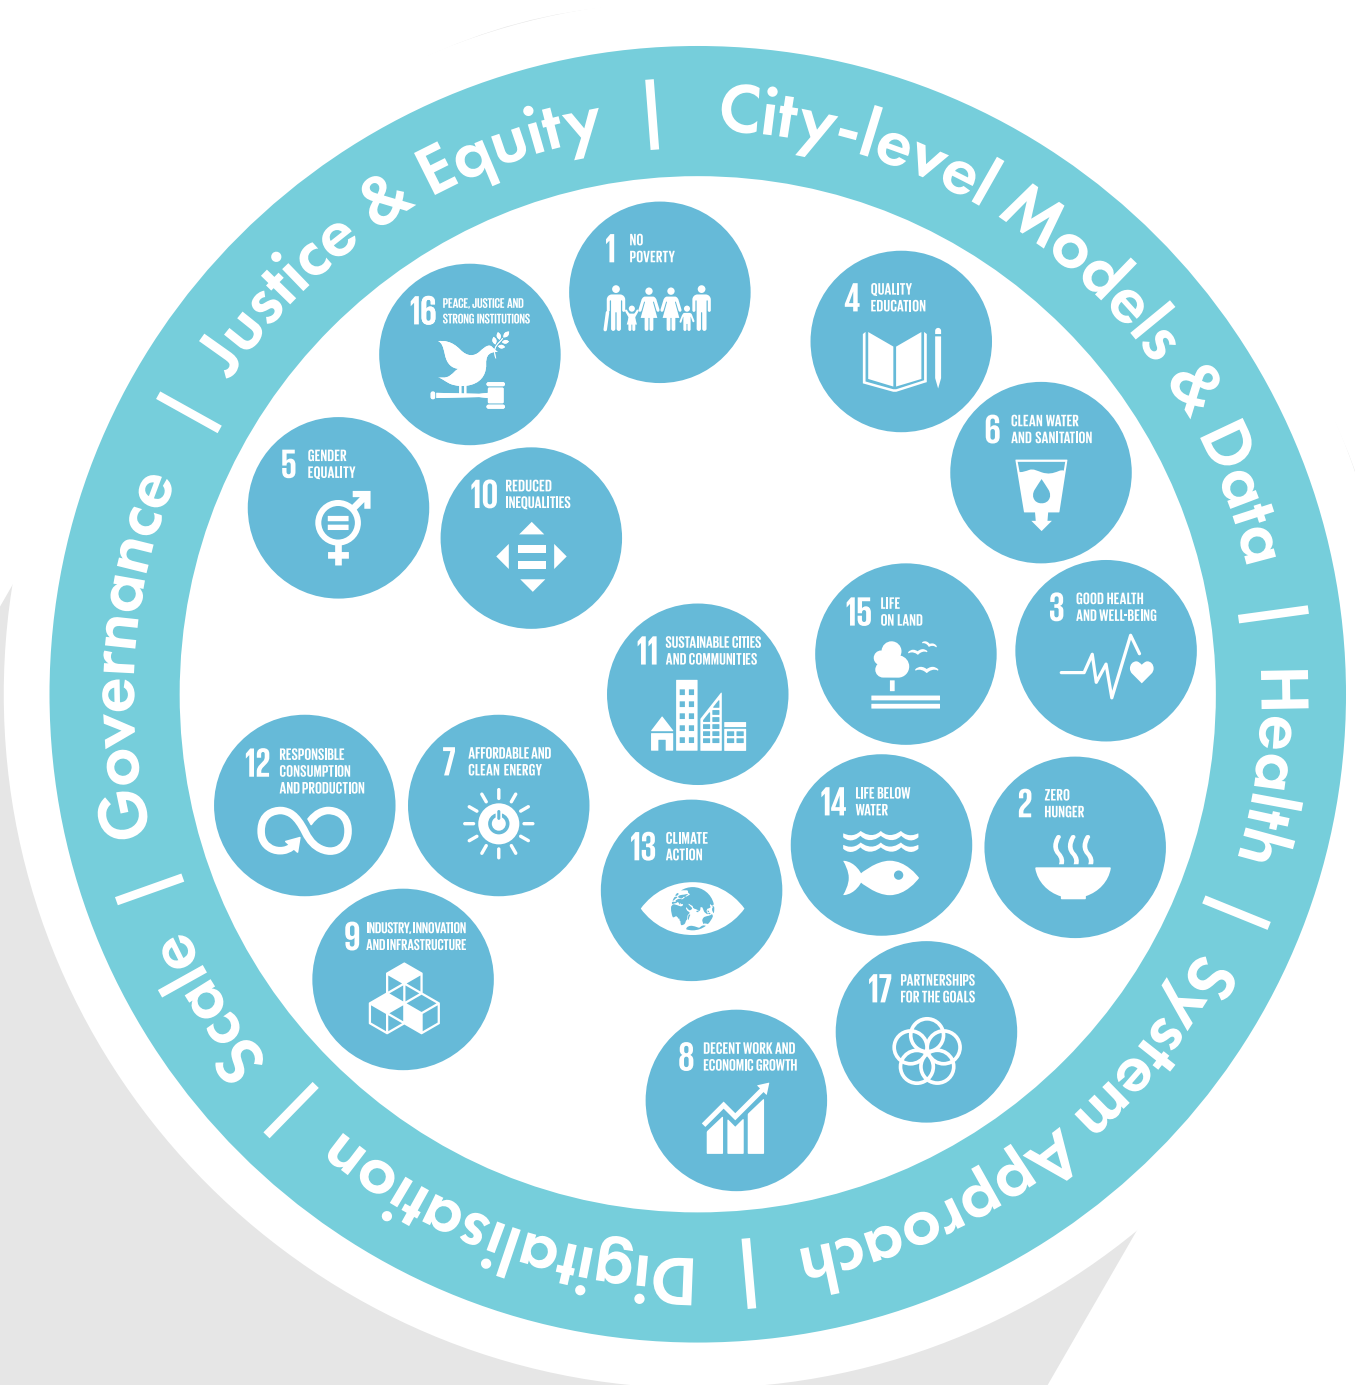 Justice & Equity | City-level Models & Data | Health | System Approach | Digitalisation | Scale | Governance |
1 NO
POVERTY
16 PEACE, JUSTICE AND
STRONG INSTITUTIONS
4 QUALITY
EDUCATION
6 CLEAN WATER
AND SANITATION
5 GENDER
EQUALITY
10 REDUCED
INEQUALITIES
11 SUSTAINABLE CITIES
AND COMMUNITIES
15 LIFE
ON LAND
3 GOOD HEALTH
AND WELL-BEING
12 RESPONSIBLE
CONSUMPTION
AND PRODUCTION
7 AFFORDABLE AND
CLEAN ENERGY
13 CLIMATE
ACTION
14 LIFE BELOW
WATER
2 ZERO
HUNGER
9 INDUSTRY, INNOVATION
AND INFRASTRUCTURE
17 PARTNERSHIPS
FOR THE GOALS
8 DECENT WORK AND
ECONOMIC GROWTH